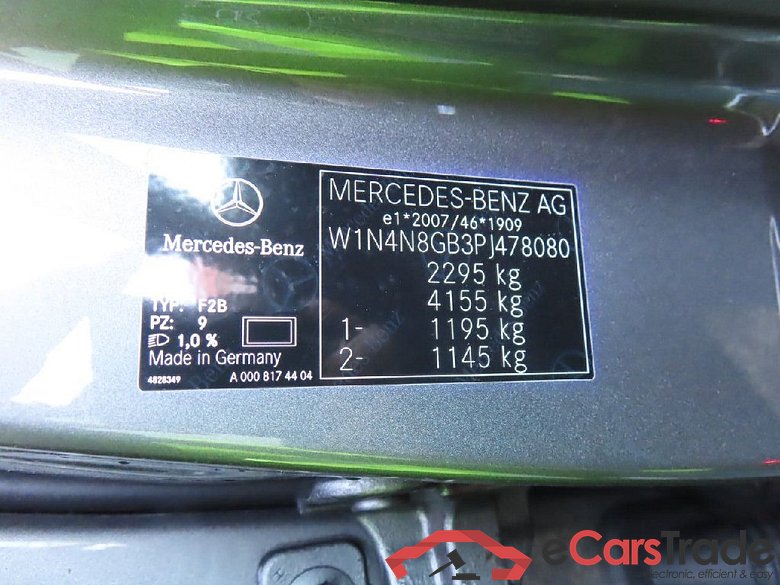 Mercedes-Benz
TYP: F2B
PZ: 9
1,0 %
Made in Germany
4828349
A 000 817 44 04
MERCEDES-BENZ AG
e1*2007/46*1909
W1N4N8GB3PJ478080
2295 kg
4155 kg
1- 1195 kg
2- 1145 kg
eCarsTrade
electronic, efficient & easy